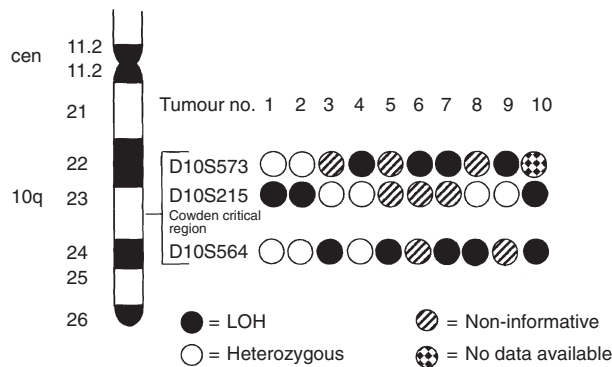 cen
11.2
11.2
21
Tumour no. 1 2 3 4 5 6 7 8 9 10
22
D10S573
10q
23
D10S215
Cowden critical
region
24
D10S564
25
26
= LOH
= Non-informative
= Heterozygous
= No data available